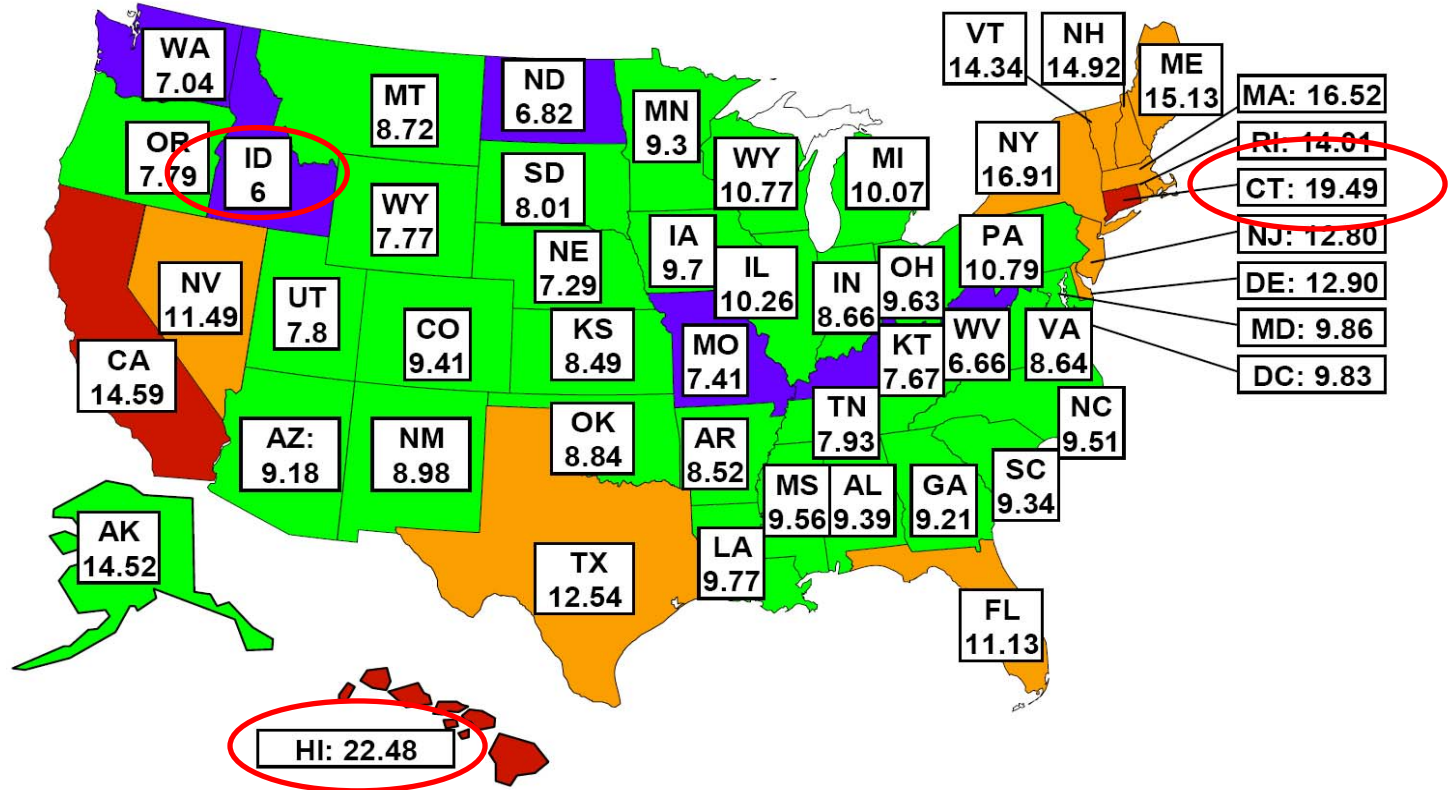 WA
7.04
OR
7.79
ID
6
MT
8.72
ND
6.82
MN
9.3
SD
8.01
WY
7.77
NE
7.29
IA
9.7
WY
10.77
MI
10.07
VT
14.34
NH
14.92
ME
15.13
NY
16.91
MA: 16.52
RI: 14.01
CT: 19.49
NJ: 12.80
DE: 12.90
MD: 9.86
DC: 9.83
PA
10.79
OH
9.63
IN
8.66
IL
10.26
NV
11.49
UT
7.8
CO
9.41
KS
8.49
MO
7.41
KT
7.67
WV
6.66
VA
8.64
CA
14.59
AZ:
9.18
NM
8.98
OK
8.84
AR
8.52
TN
7.93
NC
9.51
SC
9.34
MS
9.56
AL
9.39
GA
9.21
LA
9.77
TX
12.54
FL
11.13
AK
14.52
HI: 22.48